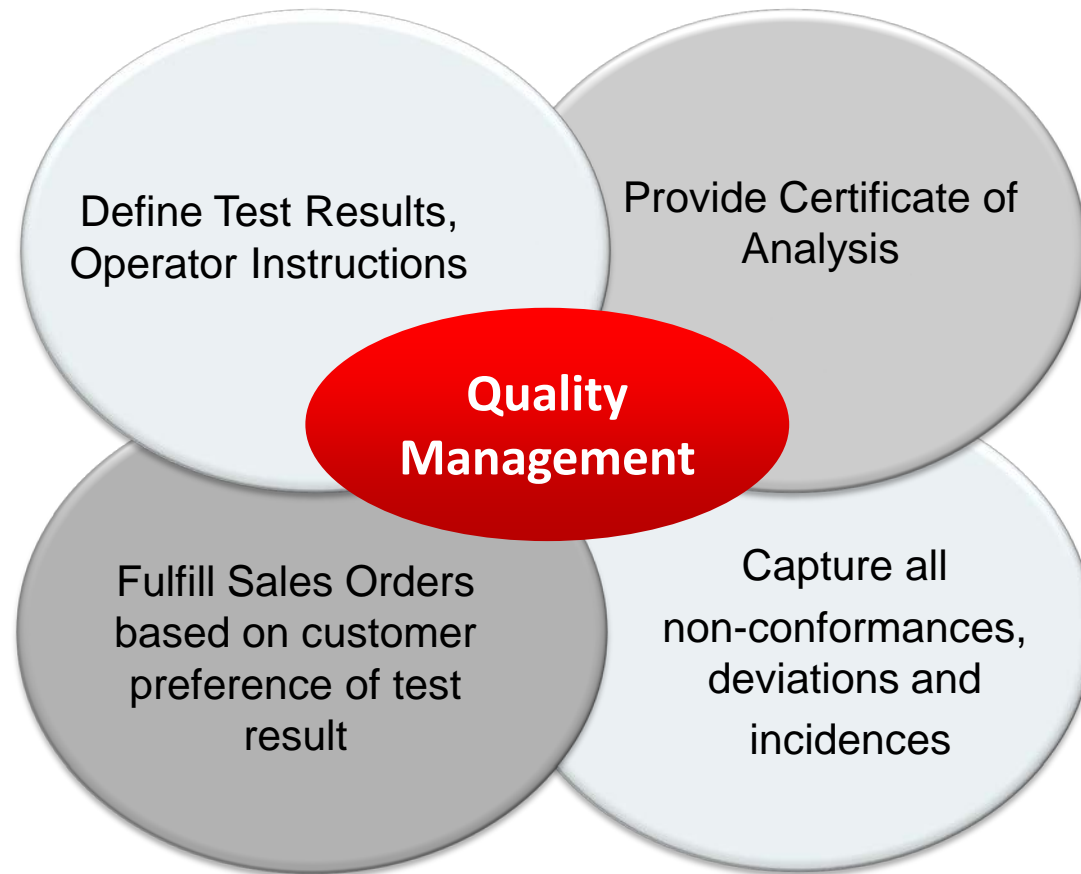 Define Test Results,
Operator Instructions
Provide Certificate of
Analysis
Quality
Management
Fulfill Sales Orders
based on customer
preference of test
result
Capture all
non-conformances,
deviations and
incidences